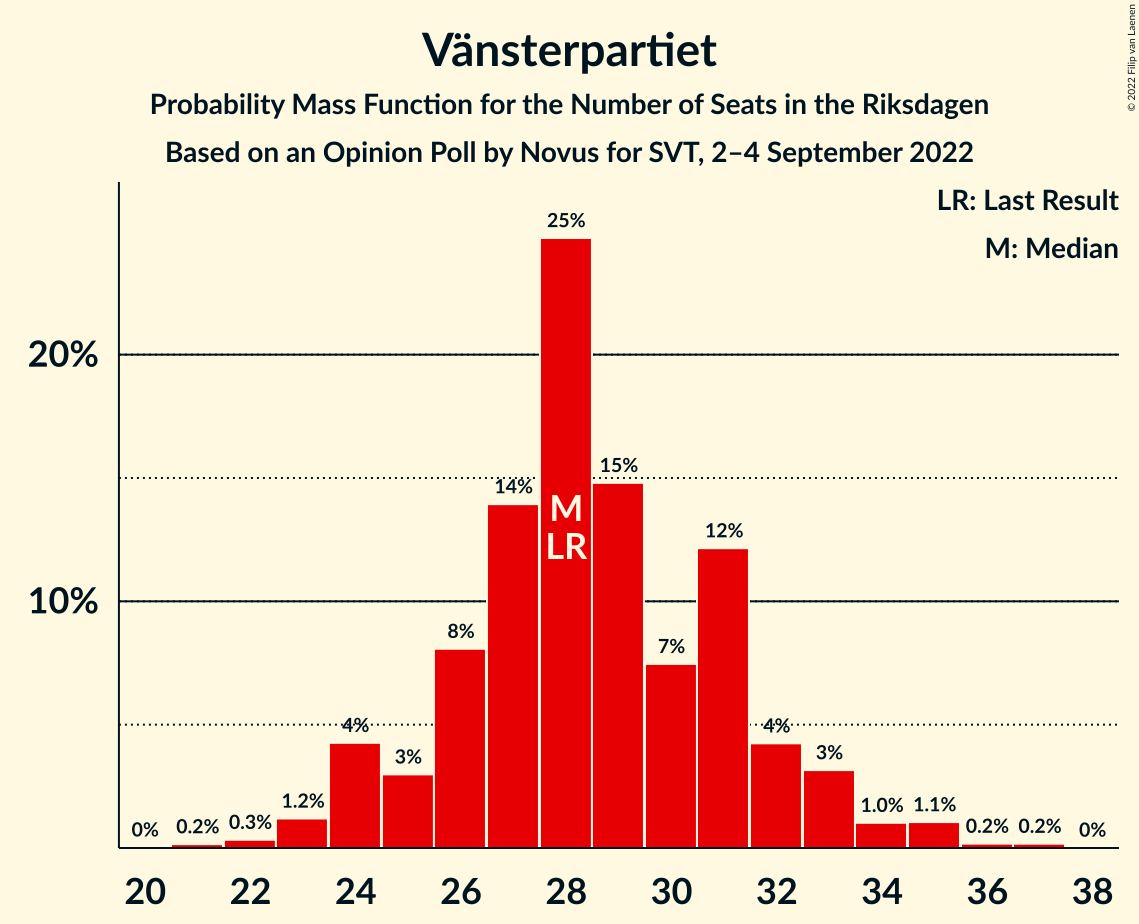 Vänsterpartiet
Probability Mass Function for the Number of Seats in the Riksdagen
Based on an Opinion Poll by Novus for SVT, 2–4 September 2022
© 2022 Filip van Laenen
LR: Last Result
M: Median
20%
10%
0%
0.2%
0.3%
1.2%
4%
3%
8%
14%
25%
15%
7%
12%
4%
3%
1.0%
1.1%
0.2%
0.2%
0%
M
LR
20 22 24 26 28 30 32 34 36 38